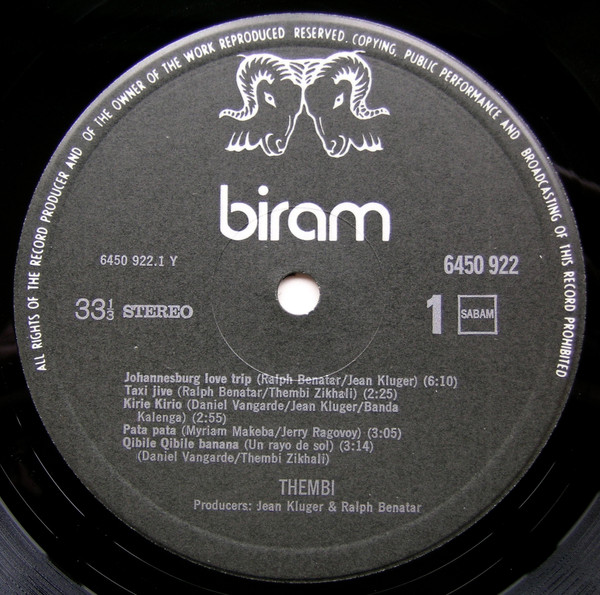 ALL RIGHTS OF THE RECORD PRODUCER AND OF THE OWNER OF THE WORK REPRODUCED RESERVED. COPYING, PUBLIC PERFORMANCE AND BROADCASTING OF THIS RECORD PROHIBITED
biram
6450 922.1 Y
6450 922
33⅓ STEREO
1 SABAM
Johannesburg love trip (Ralph Benatar/Jean Kluger) (6:10)
Taxi jive (Ralph Benatar/Thembi Zikhali) (2:25)
Kirie Kirio (Daniel Vangarde/Jean Kluger/Banda
Kalenga) (2:55)
Pata pata (Myriam Makeba/Jerry Ragovoy) (3:05)
Qibile Qibile banana (Un rayo de sol) (3:14)
(Daniel Vangarde/Thembi Zikhali)
THEMBI
Producers: Jean Kluger & Ralph Benatar